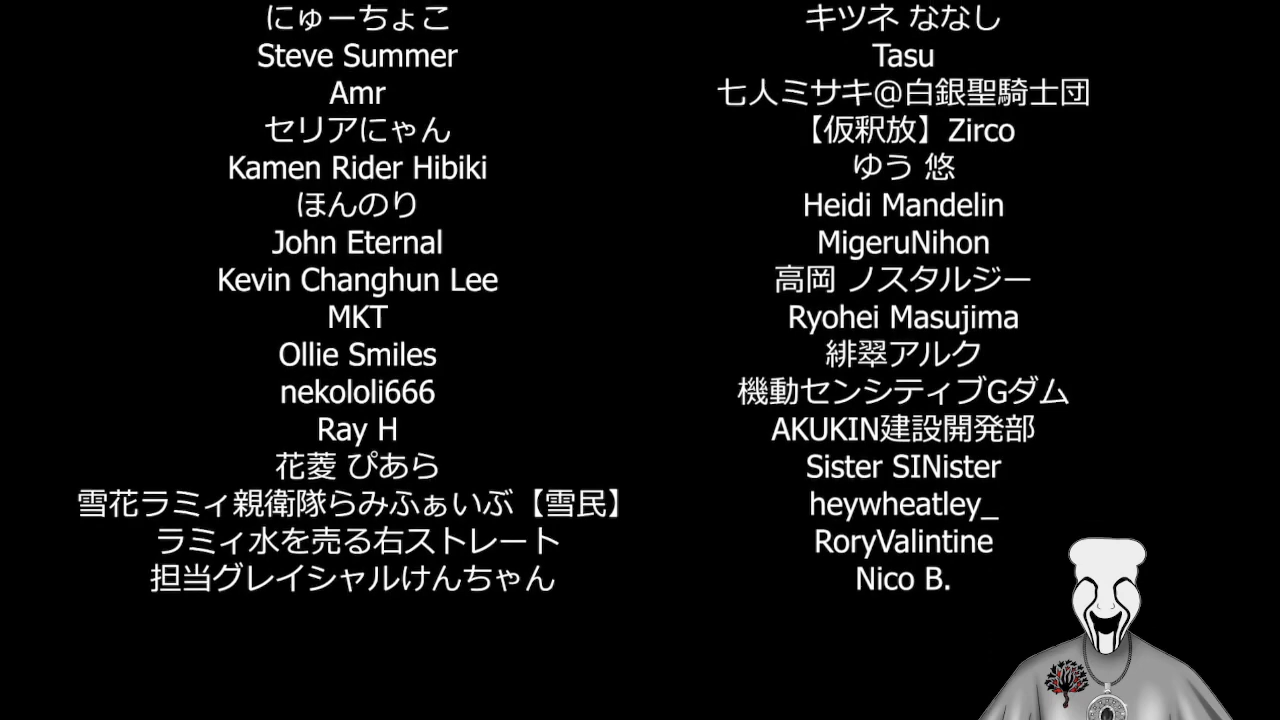 にゅーちょこ
Steve Summer
Amr
セリアにゃん
Kamen Rider Hibiki
ほんのり
John Eternal
Kevin Changhun Lee
MKT
Ollie Smiles
nekololi666
Ray H
花菱 ぴあら
雪花ラミィ親衛隊らみふぁいぶ【雪民】
ラミィ水を売る右ストレート
担当グレイシャルけんちゃん
キツネ ななし
Tasu
七人ミサキ@白銀聖騎士団
【仮釈放】Zirco
ゆう 悠
Heidi Mandelin
MigeruNihon
高岡 ノスタルジー
Ryohei Masujima
緋翠アルク
機動センシティブGダム
AKUKIN建設開発部
Sister SINister
heywheatley_
RoryValintine
Nico B.